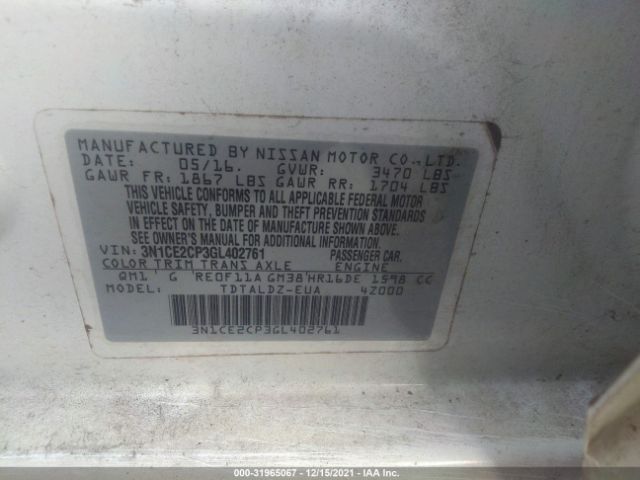 MANUFACTURED BY NISSAN MOTOR CO., LTD.
DATE: 05/16. GVWR: 3470 LBS
GAWR FR: 1867 LBS GAWR RR: 1704 LBS
THIS VEHICLE CONFORMS TO ALL APPLICABLE FEDERAL MOTOR
VEHICLE SAFETY, BUMPER AND THEFT PREVENTION STANDARDS
IN EFFECT ON THE DATE OF MANUFACTURE SHOWN ABOVE.
SEE OWNER'S MANUAL FOR ADDITIONAL INFORMATION.
VIN: 3N1CE2CP3GL402761 PASSENGER CAR.
COLOR TRIM TRANS AXLE ENGINE
QM1 G RE0F11A GM38 HR16DE 1598 CC
MODEL: TDTALDZ-EUA 4Z000
3N1CE2CP3GL402761
000-31965067 - 12/15/2021 - IAA Inc.